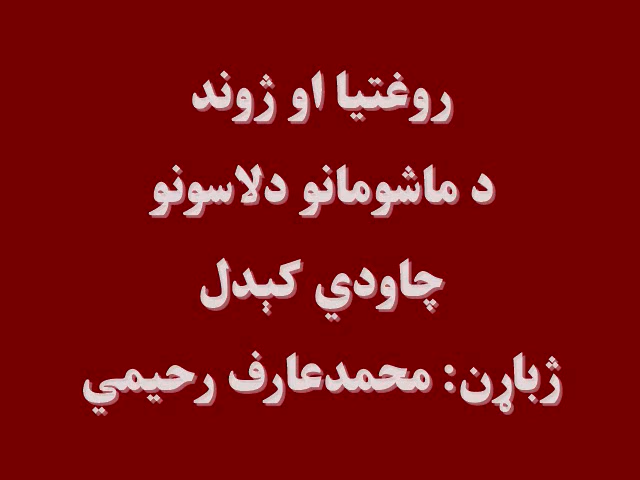 روغتيا او ژوند
د ماشومانو دلاسونو
چاودي کېدل
ژباړن: محمدعارف رحيمي